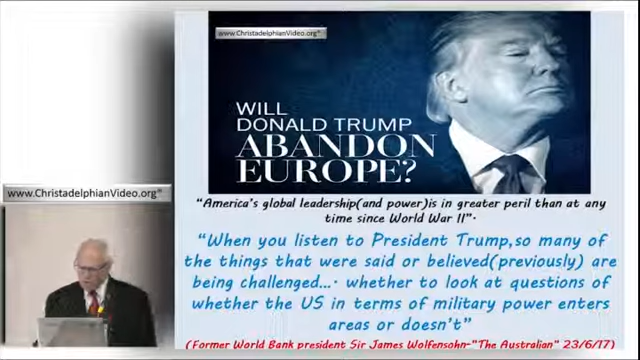 www.ChristadelphianVideo.org®
WILL
DONALD TRUMP
ABANDON
EUROPE?
"America's global leadership(and power)is in greater peril than at any
time since World War II".
www.ChristadelphianVideo.org®
"When you listen to President Trump,so many of
the things that were said or believed(previously) are
being challenged.... whether to look at questions of
whether the US in terms of military power enters
areas or doesn't"
(Former World Bank president Sir James Wolfensohn-"The Australian" 23/6/17)